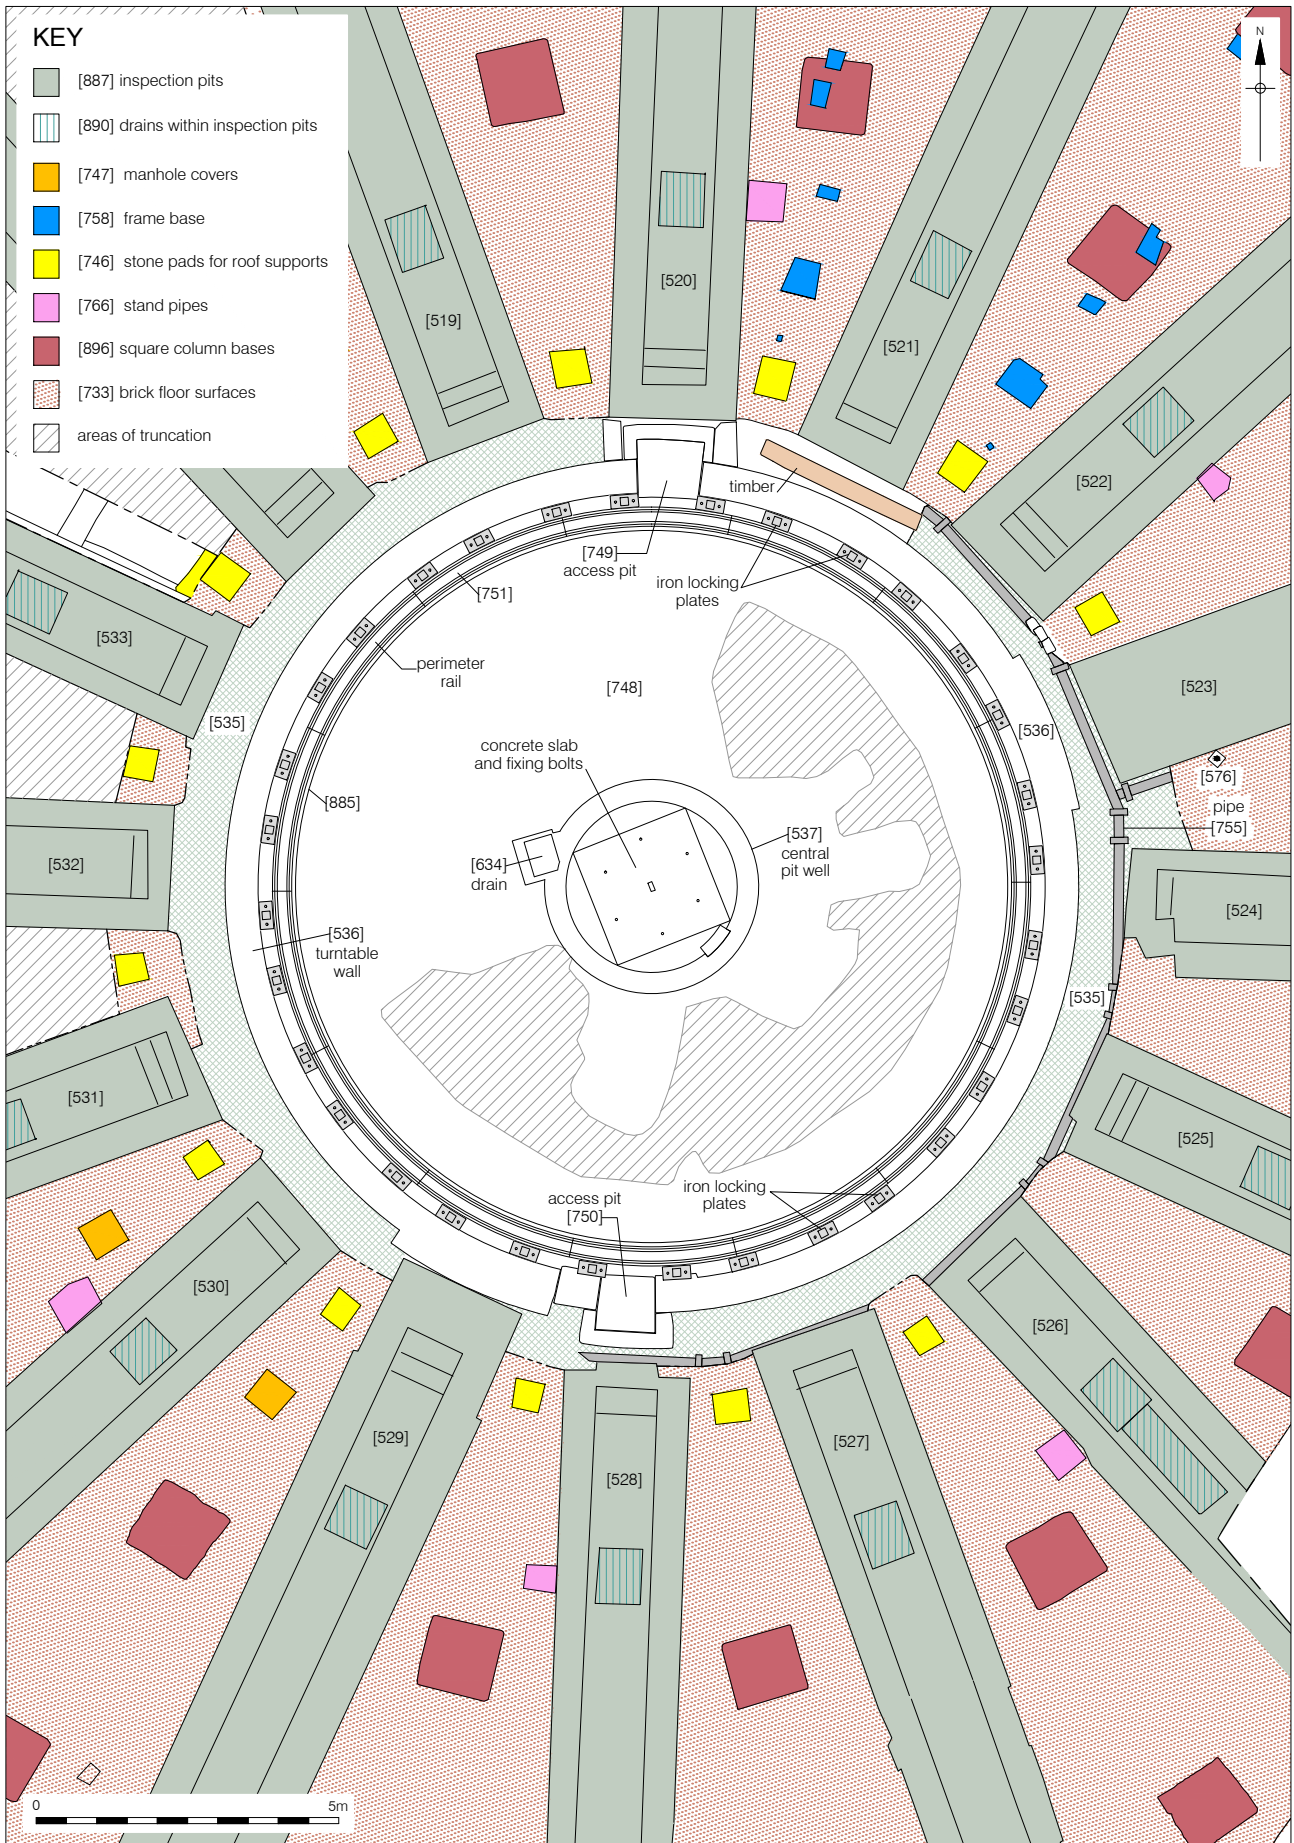 KEY
[887] inspection pits
[890] drains within inspection pits
[747] manhole covers
[758] frame base
[746] stone pads for roof supports
[766] stand pipes
[896] square column bases
[733] brick floor surfaces
areas of truncation
N
[519]
[520]
[521]
[522]
timber
[749]
access pit
iron locking
plates
[751]
perimeter
rail
[748]
[533]
[535]
[523]
[536]
[576]
pipe
[755]
concrete slab
and fixing bolts
[885]
[537]
central
pit well
[634]
drain
[532]
[524]
[536]
turntable
wall
[535]
[531]
[525]
access pit
[750]
iron locking
plates
[530]
[526]
[529]
[527]
[528]
0
5m